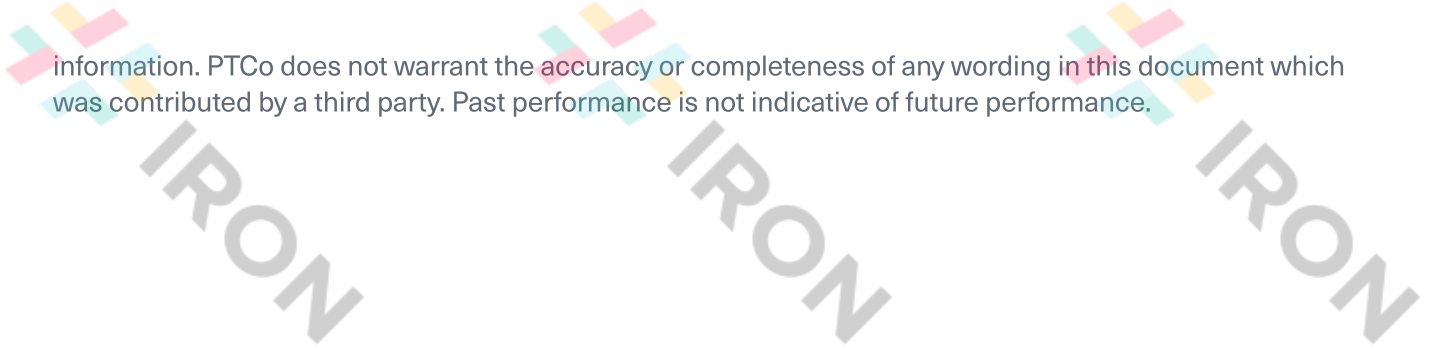 information. PTCo does not warrant the accuracy or completeness of any wording in this document which
was contributed by a third party. Past performance is not indicative of future performance.
IRON
IRON
IRON